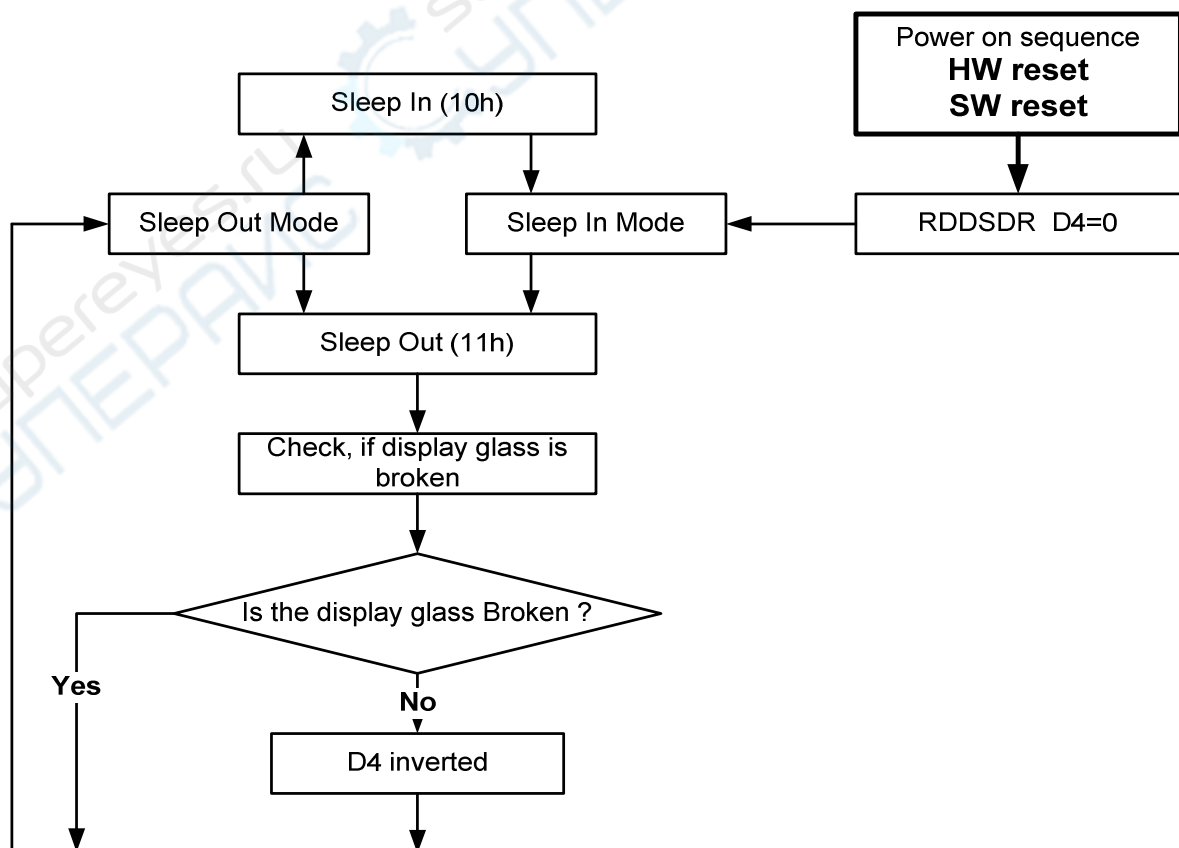 Power on sequence
HW reset
SW reset
Sleep In (10h)
Sleep Out Mode
Sleep In Mode
RDDSDR D4=0
Sleep Out (11h)
Check, if display glass is
broken
Is the display glass Broken ?
Yes
No
D4 inverted